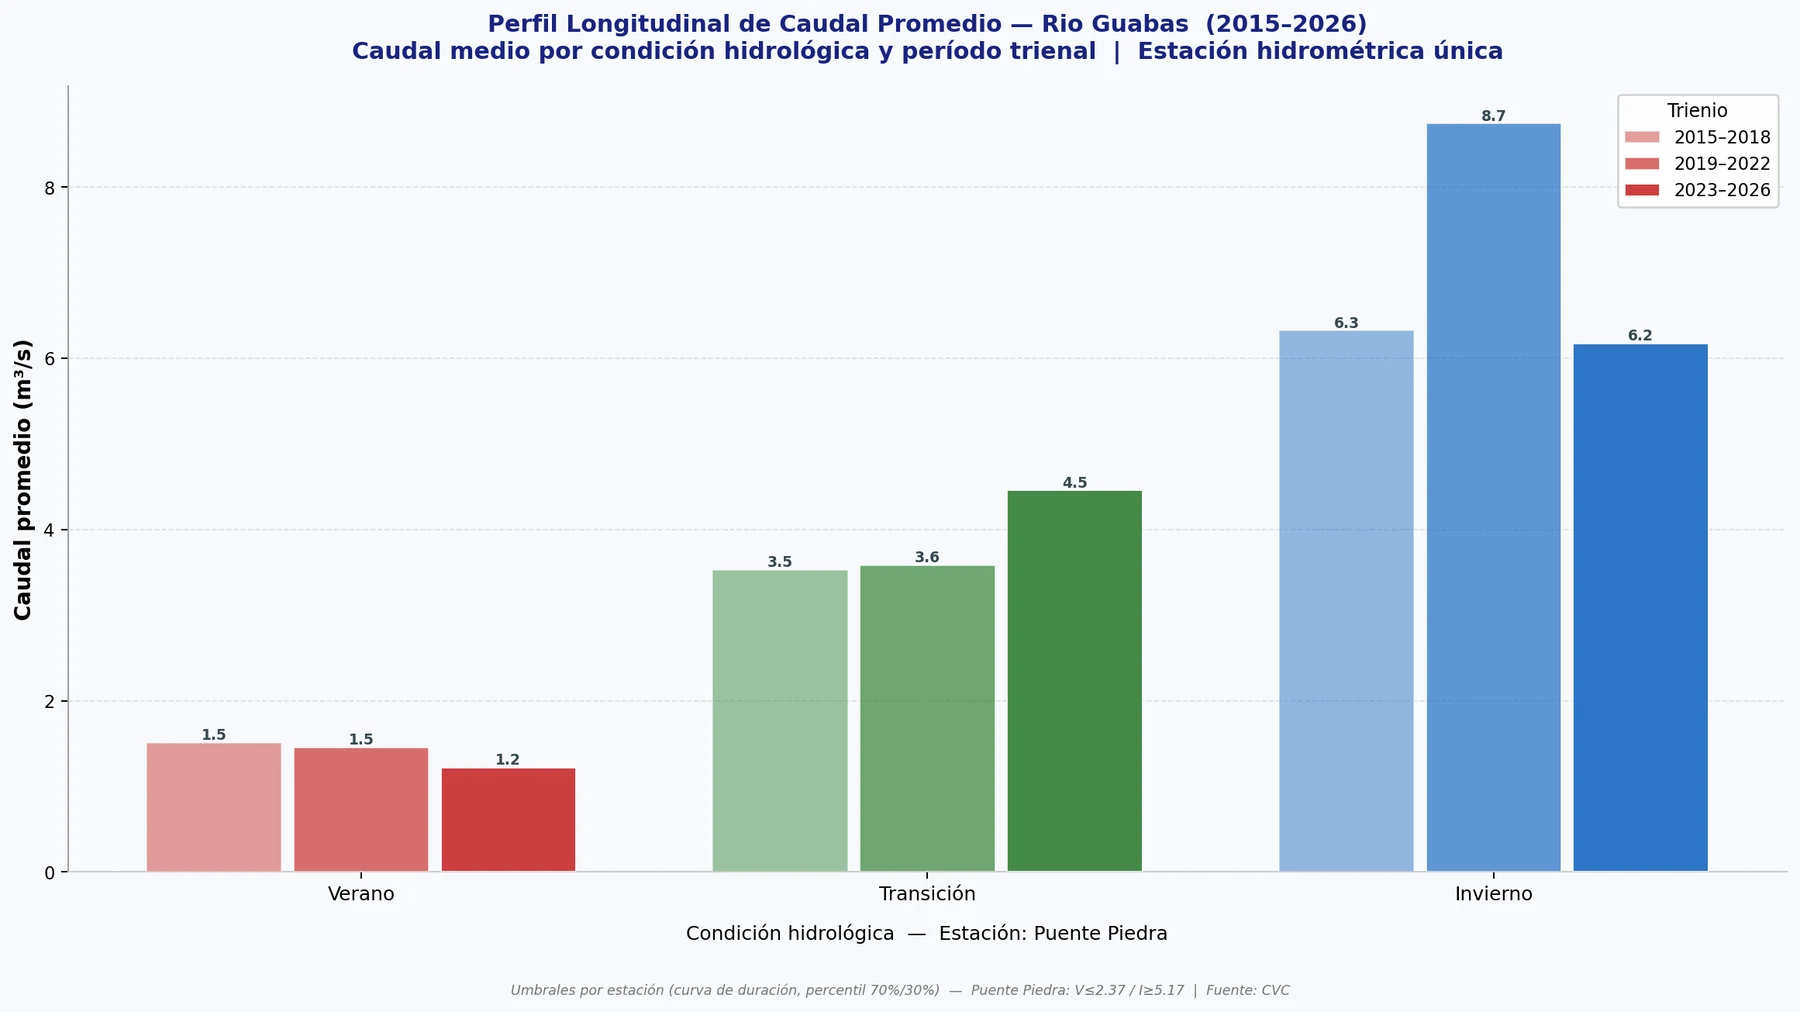 Perfil Longitudinal de Caudal Promedio — Rio Guabas  (2015–2026)
Caudal medio por condición hidrológica y período trienal  |  Estación hidrométrica única
Trienio
2015–2018
2019–2022
2023–2026
Caudal promedio (m³/s)
8
6
4
2
0
1.5
1.5
1.2
3.5
3.6
4.5
6.3
8.7
6.2
Verano
Transición
Invierno
Condición hidrológica  —  Estación: Puente Piedra
Umbrales por estación (curva de duración, percentil 70%/30%)  —  Puente Piedra: V≤2.37 / I≥5.17  |  Fuente: CVC